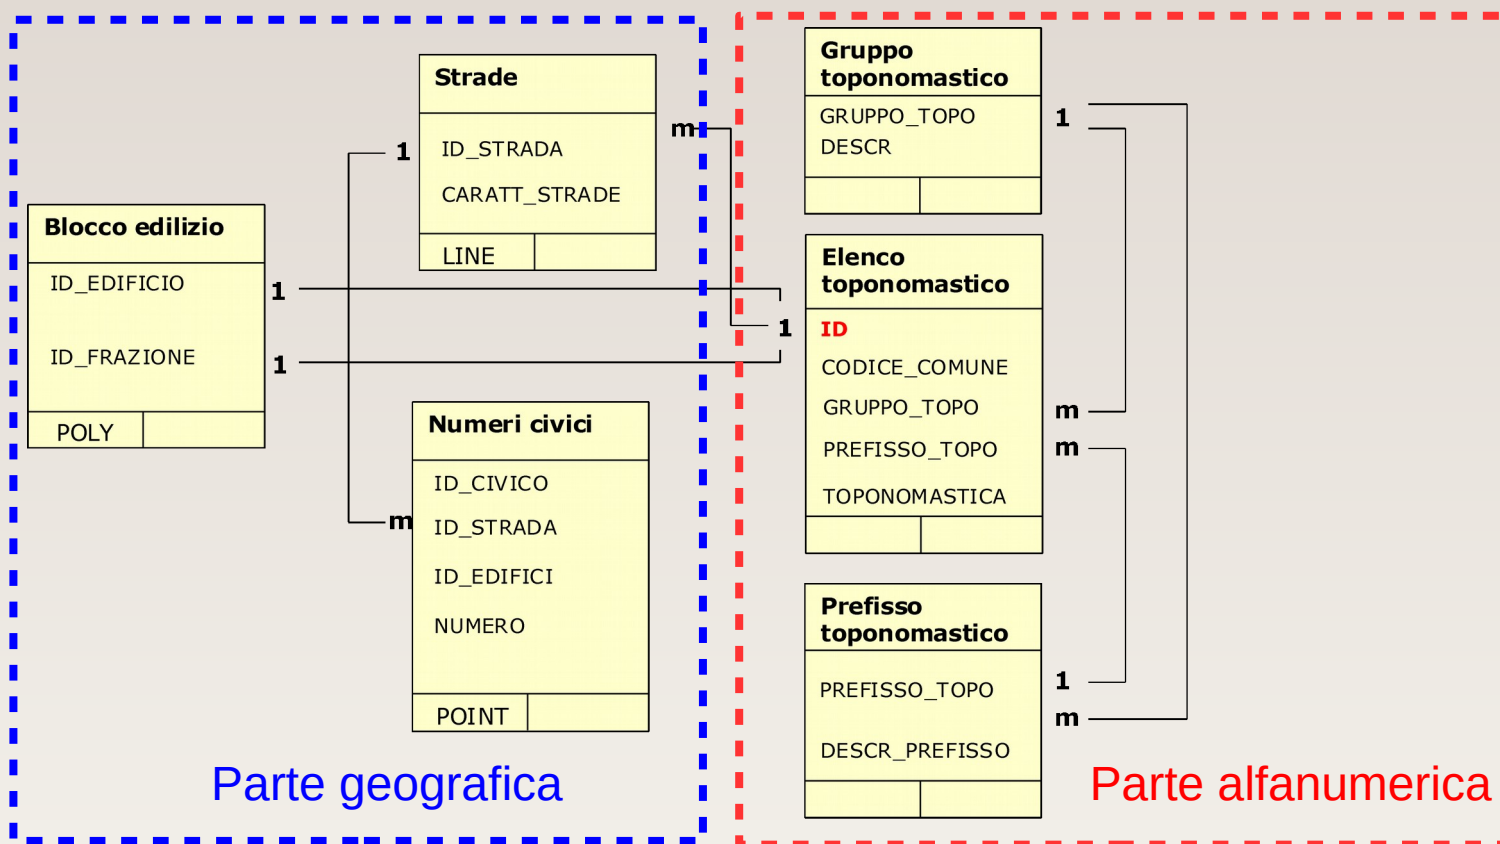 Strade
ID_STRADA
CARATT_STRADE
LINE
1
m
Blocco edilizio
ID_EDIFICIO
ID_FRAZIONE
POLY
1
1
Numeri civici
ID_CIVICO
ID_STRADA
ID_EDIFICI
NUMERO
POINT
m
Parte geografica
Gruppo
toponomastico
GRUPPO_TOPO
DESCR
1
Elenco
toponomastico
1
ID
CODICE_COMUNE
GRUPPO_TOPO
m
PREFISSO_TOPO
m
TOPONOMASTICA
Prefisso
toponomastico
PREFISSO_TOPO
1
m
DESCR_PREFISSO
Parte alfanumerica